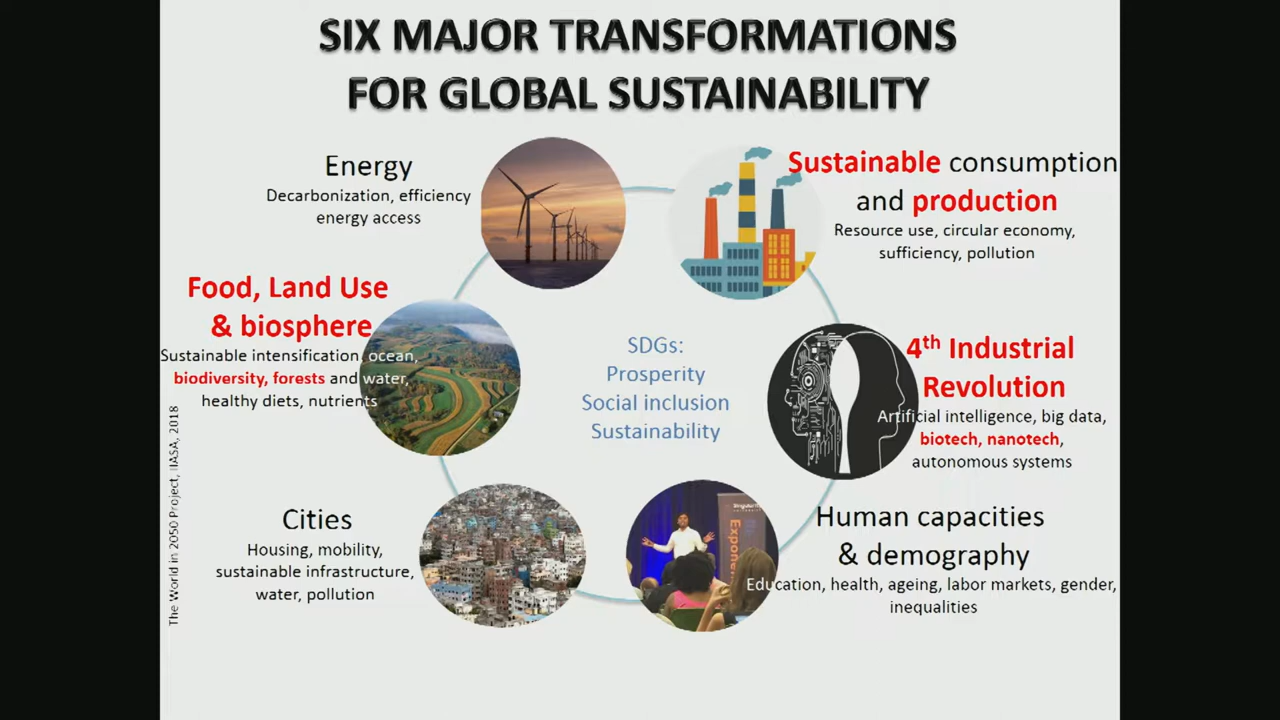 SIX MAJOR TRANSFORMATIONS
FOR GLOBAL SUSTAINABILITY
Energy
Decarbonization, efficiency
energy access
Sustainable consumption
and production
Resource use, circular economy,
sufficiency, pollution
Food, Land Use
& biosphere
Sustainable intensification, ocean,
biodiversity, forests and water,
healthy diets, nutrients
SDGs:
Prosperity
Social inclusion
Sustainability
4th Industrial
Revolution
Artificial intelligence, big data,
biotech, nanotech,
autonomous systems
Cities
Housing, mobility,
sustainable infrastructure,
water, pollution
Human capacities
& demography
Education, health, ageing, labor markets, gender,
inequalities
The World in 2050 Project, IIASA, 2018